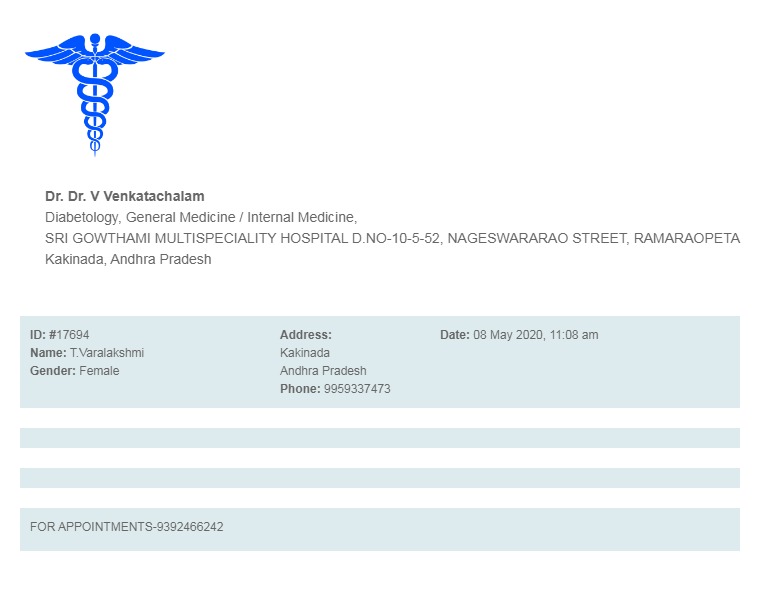 Dr. Dr. V Venkatachalam
Diabetology, General Medicine / Internal Medicine,
SRI GOWTHAMI MULTISPECIALITY HOSPITAL D.NO-10-5-52, NAGESWARARAO STREET, RAMARAOPETA
Kakinada, Andhra Pradesh
ID: #17694
Name: T.Varalakshmi
Gender: Female
Address:
Kakinada
Andhra Pradesh
Phone: 9959337473
Date: 08 May 2020, 11:08 am
FOR APPOINTMENTS-9392466242